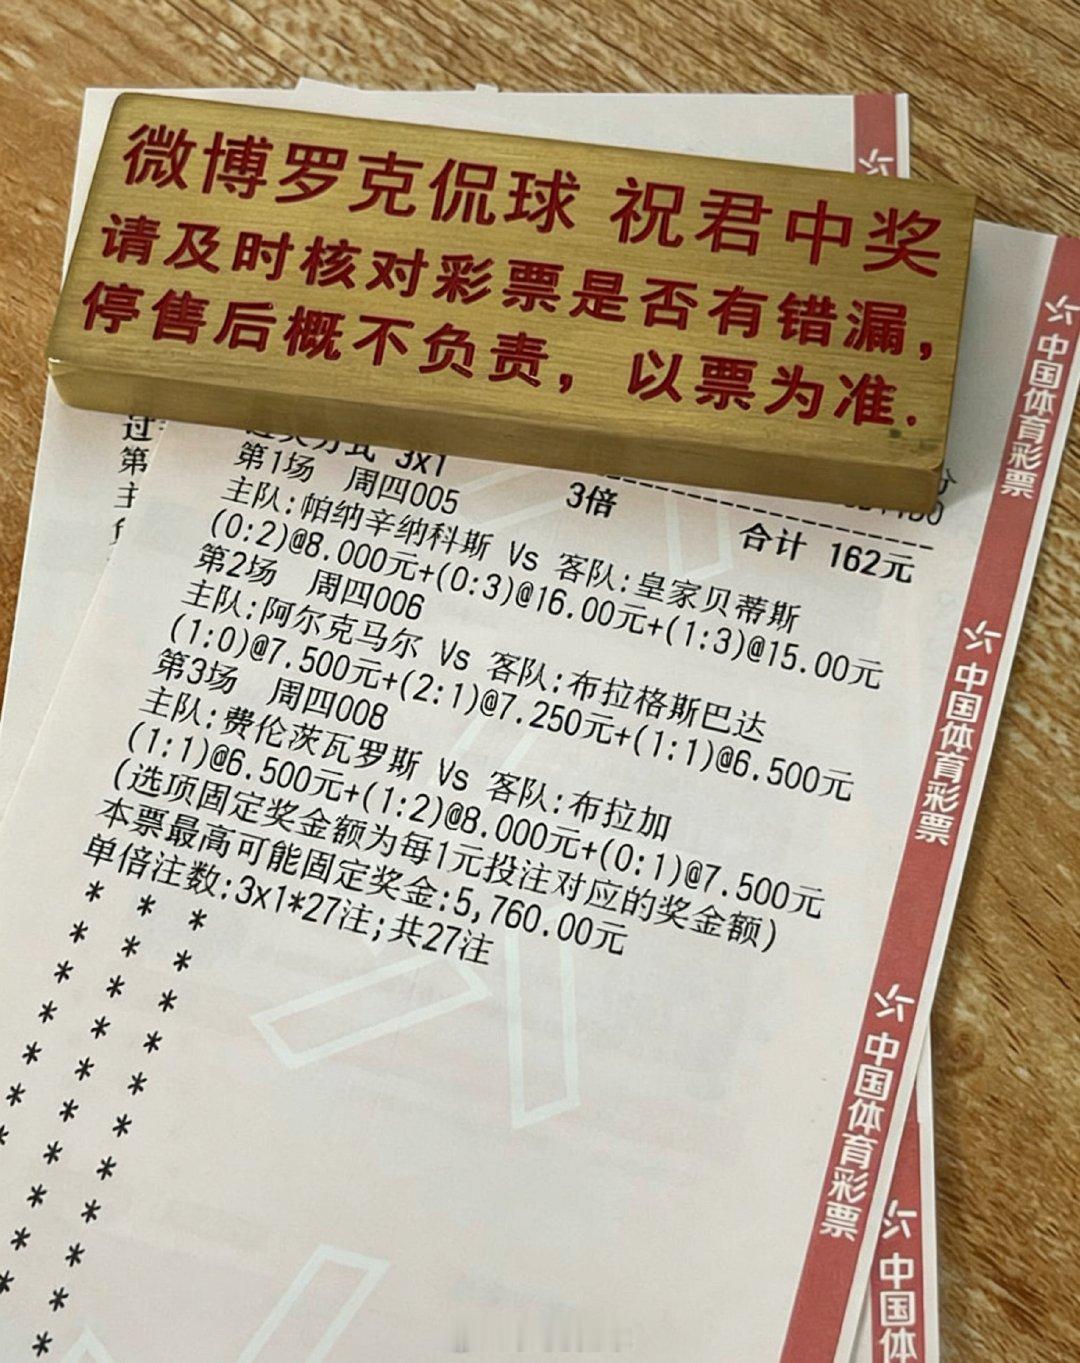 微博罗克侃球 祝君中奖
请及时核对彩票是否有错漏，
停售后概不负责，以票为准.
过
第
主
过关方式 3x1
3倍
合计 162元
第1场 周四005
主队:帕纳辛纳科斯 Vs 客队:皇家贝蒂斯
(0:2)@8.000元+(0:3)@16.00元+(1:3)@15.00元
第2场 周四006
主队:阿尔克马尔 Vs 客队:布拉格斯巴达
(1:0)@7.500元+(2:1)@7.250元+(1:1)@6.500元
第3场 周四008
主队:费伦茨瓦罗斯 Vs 客队:布拉加
(1:1)@6.500元+(1:2)@8.000元+(0:1)@7.500元
(选项固定奖金额为每1元投注对应的奖金额)
本票最高可能固定奖金:5,760.00元
单倍注数:3x1*27注;共27注
中国体育彩票
中国体育彩票
中国体育彩票
中国体